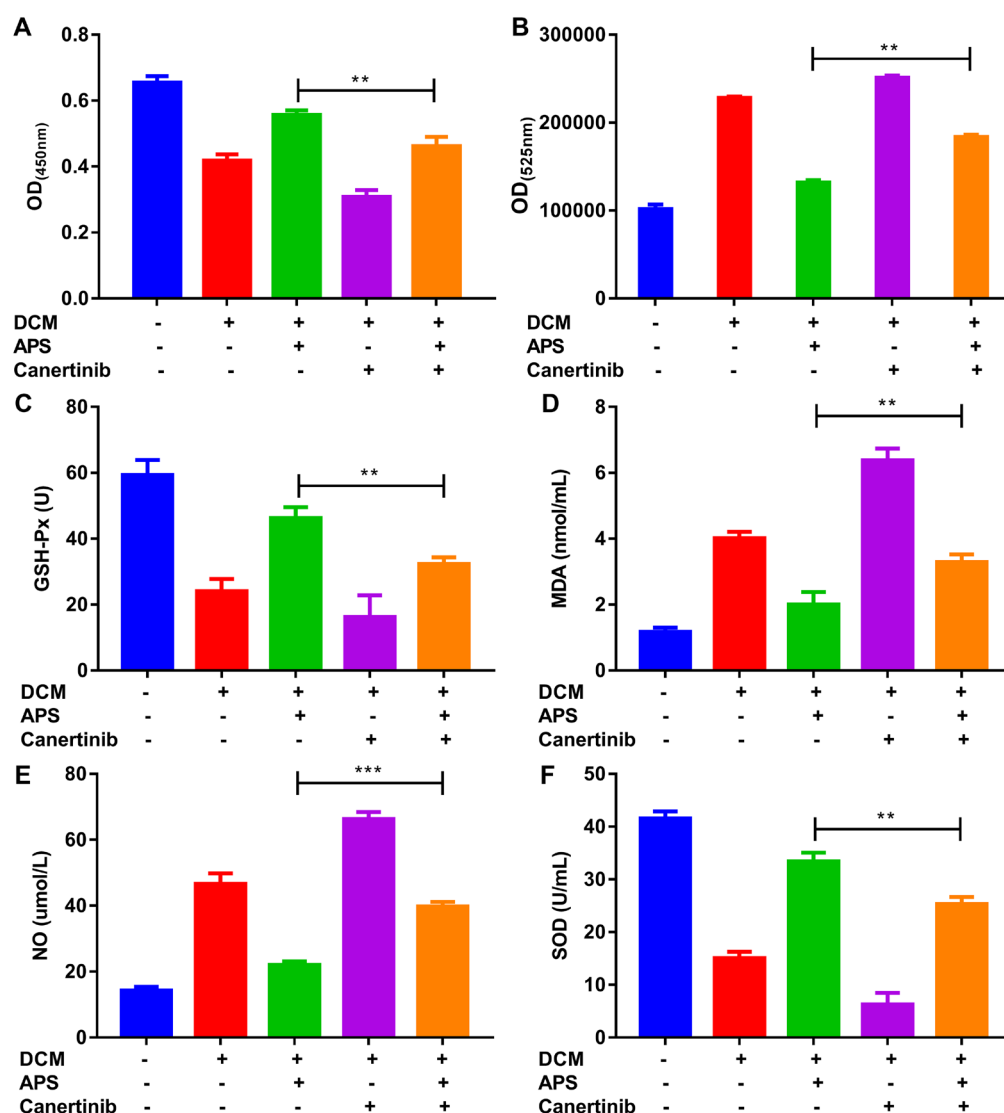 A
0.8
0.6
0.4
0.2
0.0
OD(450nm)
**
DCM - + + + +
APS - - + - +
Canertinib - - - + +
B
300000
200000
100000
0
OD(525nm)
**
- + + + +
- - + - +
- - - + +
C
80
60
40
20
0
GSH-Px (U)
**
DCM - + + + +
APS - - + - +
Canertinib - - - + +
D
8
6
4
2
0
MDA (nmol/mL)
**
DCM - + + + +
APS - - + - +
Canertinib - - - + +
E
80
60
40
20
0
NO (umol/L)
***
DCM - + + + +
APS - - + - +
Canertinib - - - + +
F
50
40
30
20
10
0
SOD (U/mL)
**
DCM - + + + +
APS - - + - +
Canertinib - - - + +